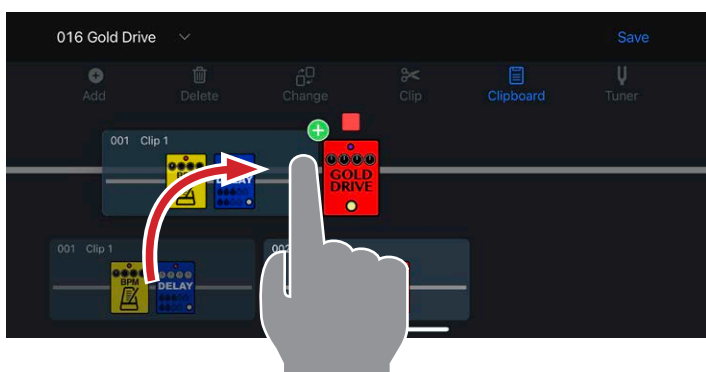 016 Gold Drive
Save
Add
Delete
Change
Clip
Clipboard
Tuner
001 Clip 1
DELAY
GOLD
DRIVE
001 Clip 1
002
BPM
DELAY